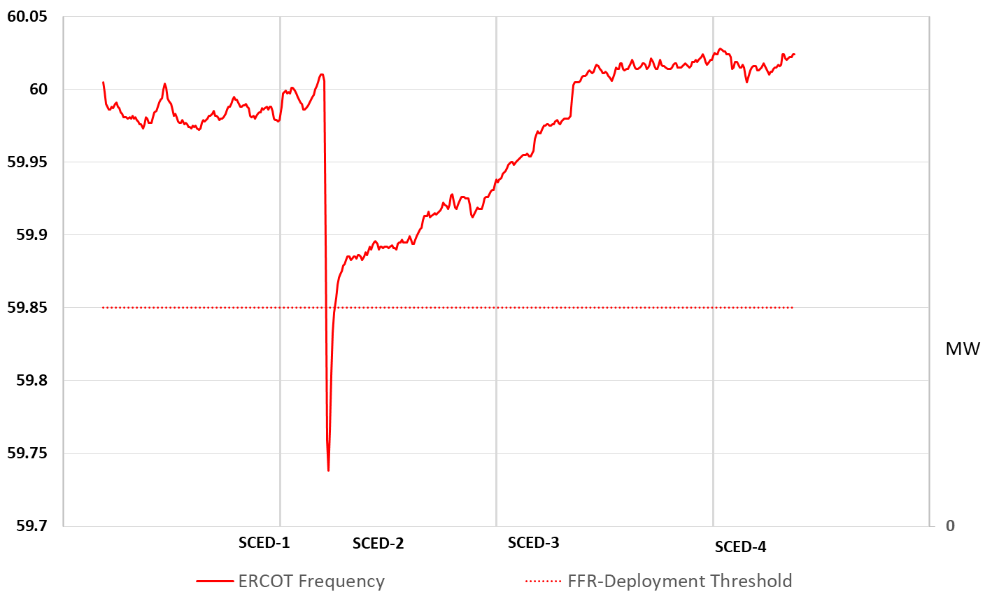 60.05
60
59.95
59.9
59.85
59.8
59.75
59.7
MW
0
SCED-1
SCED-2
SCED-3
SCED-4
ERCOT Frequency
FFR-Deployment Threshold